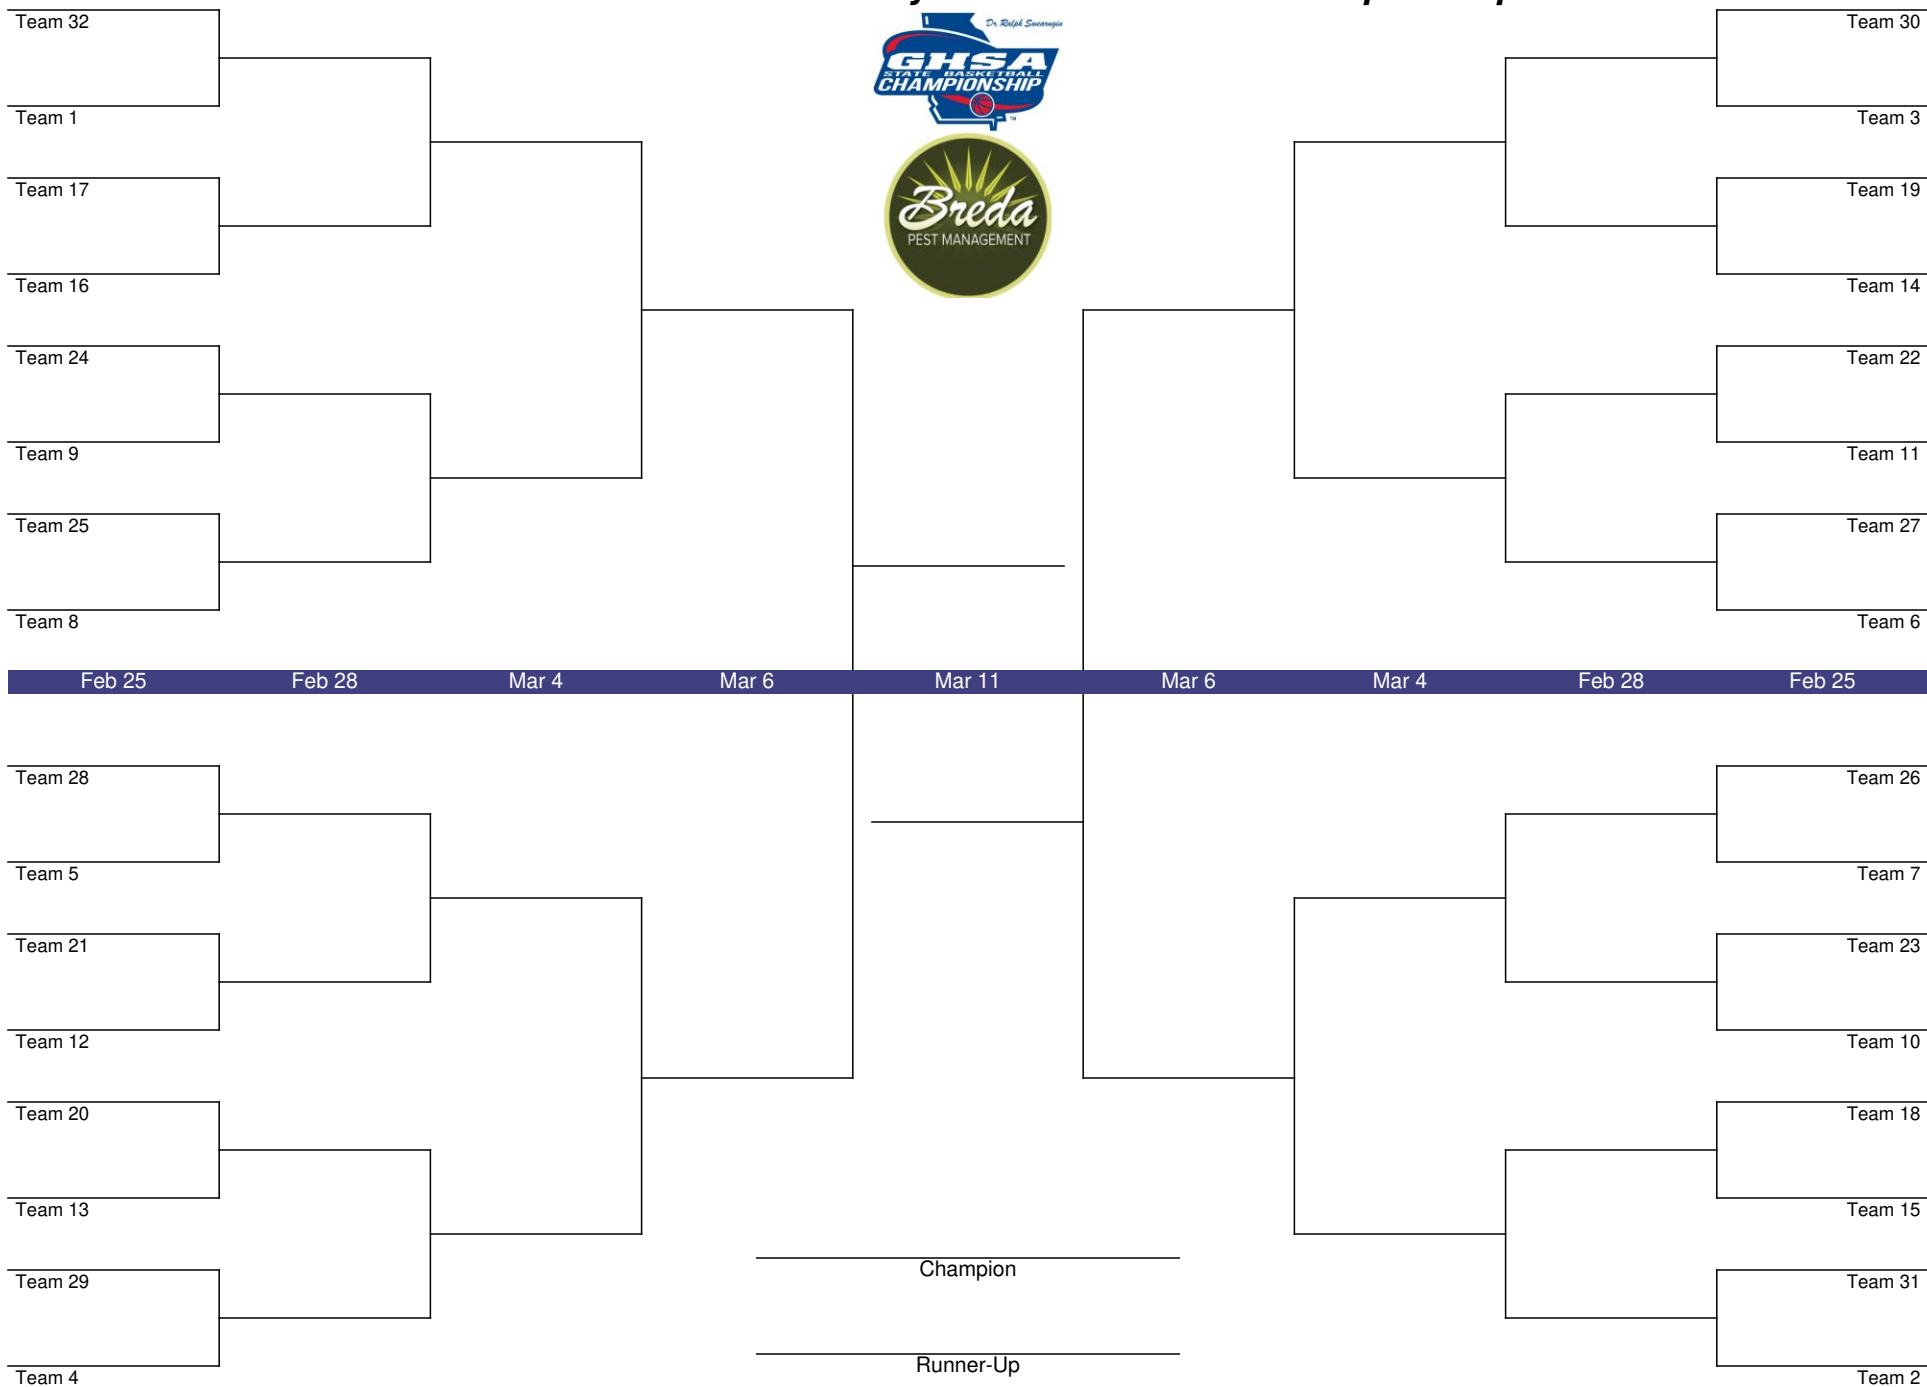 Team 32
Team 1
Team 17
Team 16
Team 24
Team 9
Team 25
Team 8
Dr. Ralph Swearngin
GHSA
STATE BASKETBALL
CHAMPIONSHIP
TM
Breda
PEST MANAGEMENT
Team 30
Team 3
Team 19
Team 14
Team 22
Team 11
Team 27
Team 6
Feb 25 Feb 28 Mar 4 Mar 6 Mar 11 Mar 6 Mar 4 Feb 28 Feb 25
Team 28
Team 5
Team 21
Team 12
Team 20
Team 13
Team 29
Team 4
Champion
Runner-Up
Team 26
Team 7
Team 23
Team 10
Team 18
Team 15
Team 31
Team 2